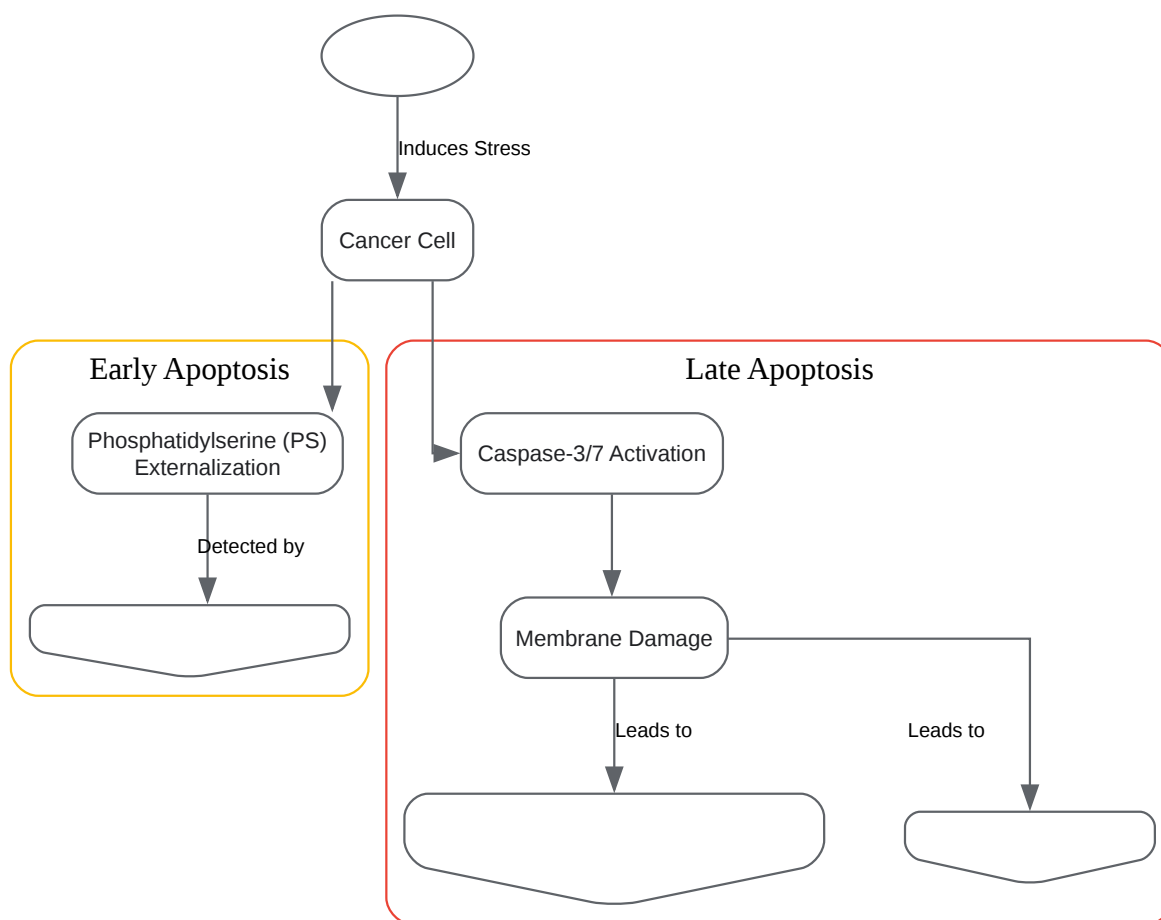 Induces Stress
Cancer Cell
Early Apoptosis
Late Apoptosis
Phosphatidylserine (PS)
Externalization
Caspase-3/7 Activation
Detected by
Membrane Damage
Leads to
Leads to